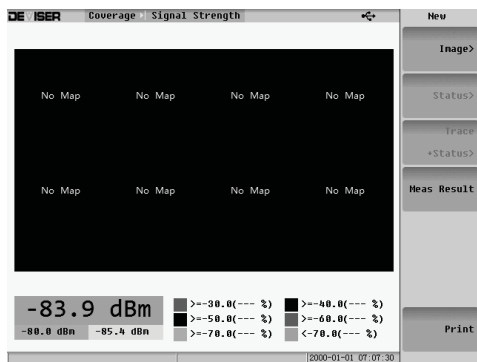 DEVISER Coverage Signal Strength New
Image>
No Map No Map No Map No Map
Status>
Trace
+Status>
No Map No Map No Map No Map
Meas Result
-83.9 dBm
-80.0 dBm -85.4 dBm
>=-30.0(--- %) >=-40.0(--- %)
>=-50.0(--- %) >=-60.0(--- %)
>=-70.0(--- %) <-70.0(--- %)
Print
2000-01-01 07:07:30